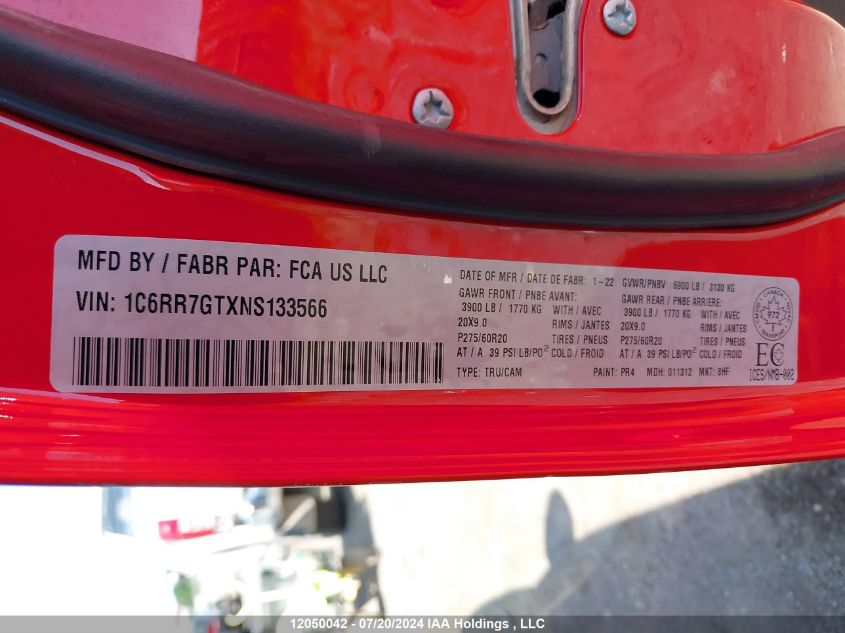 MFD BY / FABR PAR: FCA US LLC
VIN: 1C6RR7GTXNS133566
DATE OF MFR / DATE DE FABR: 1-22 GVWR/PNBV: 6900 LB / 3130 KG
GAWR FRONT / PNBE AVANT: GAWR REAR / PNBE ARRIERE:
3900 LB / 1770 KG WITH / AVEC 3900 LB / 1770 KG WITH / AVEC
20X9.0 RIMS / JANTES 20X9.0 RIMS / JANTES
P275/60R20 TIRES / PNEUS P275/60R20 TIRES / PNEUS
AT / A 39 PSI LB/PO² COLD / FROID AT / A 39 PSI LB/PO² COLD / FROID
TYPE: TRU/CAM PAINT: PR4 MDH: 011312 MKT: 8HF
CANADA
972
TRANSPORT
EC
ICES/NMB-002
12050042 - 07/20/2024 IAA Holdings , LLC